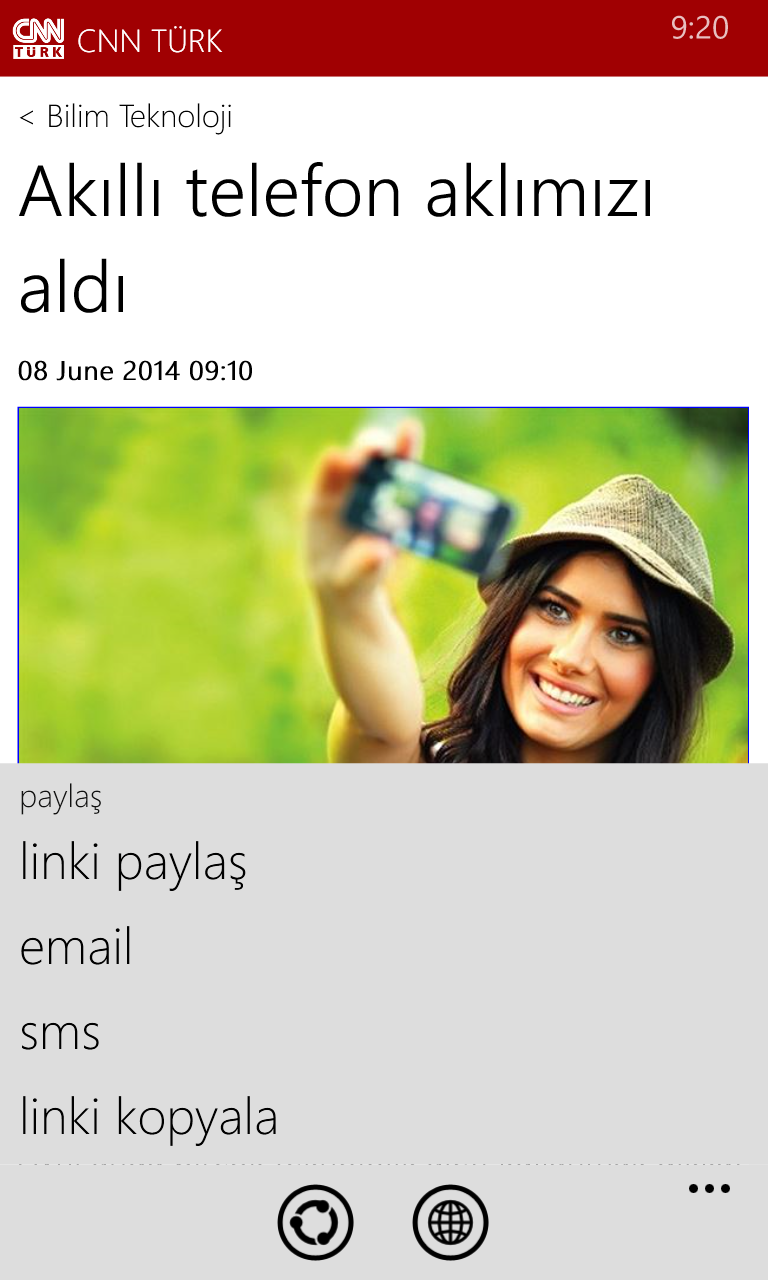 CNN
TÜRK
CNN TÜRK
9:20
< Bilim Teknoloji
Akıllı telefon aklımızı
aldı
08 June 2014 09:10
paylaş
linki paylaş
email
sms
linki kopyala